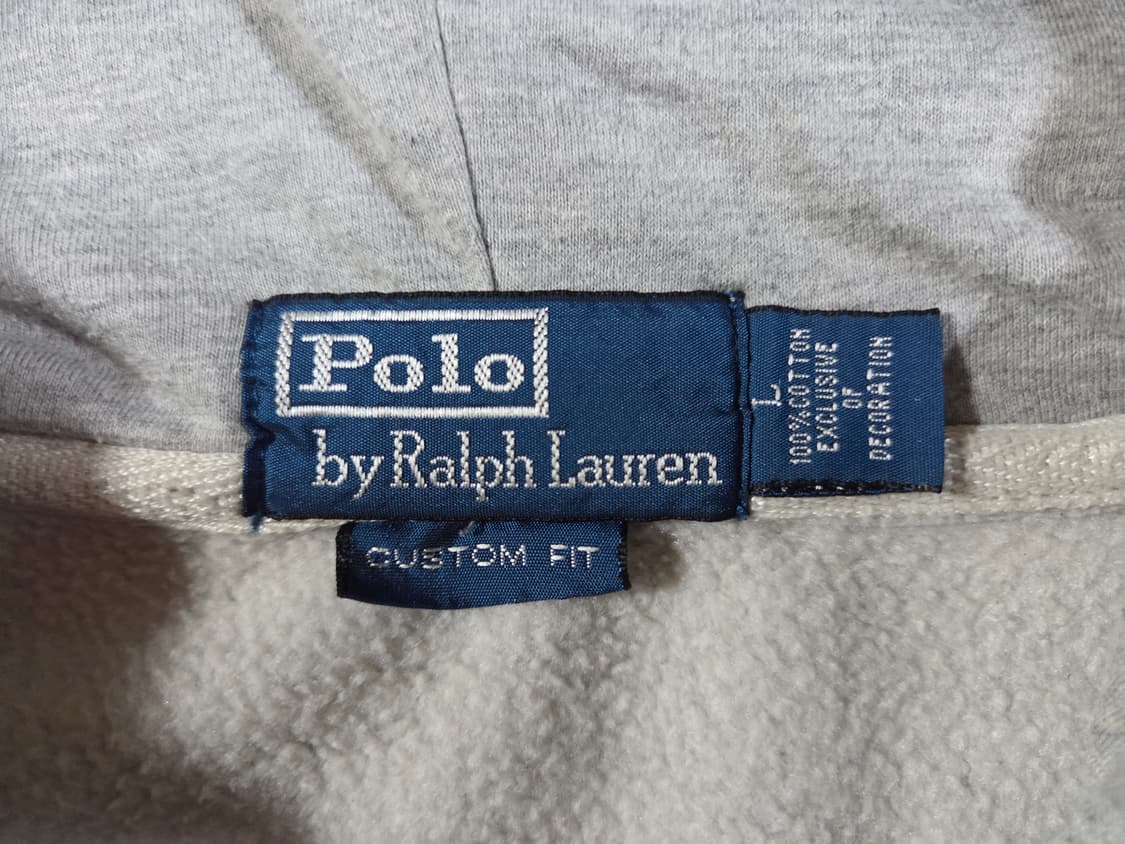 Polo
by Ralph Lauren
CUSTOM FIT
L
100%COTTON
EXCLUSIVE
OF
DECORATION